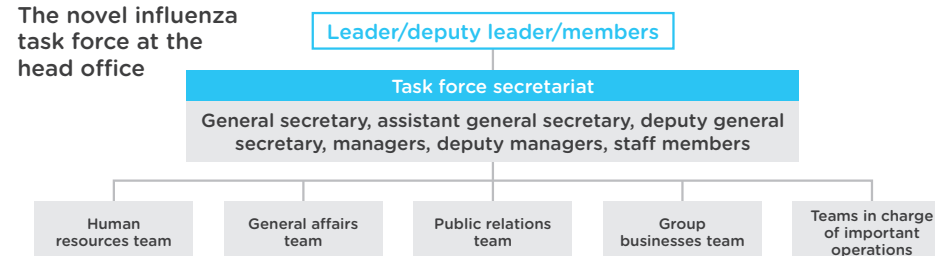 The novel influenza
task force at the
head office
Leader/deputy leader/members
Task force secretariat
General secretary, assistant general secretary, deputy general
secretary, managers, deputy managers, staff members
Human
resources team
General affairs
team
Public relations
team
Group
businesses team
Teams in charge
of important
operations